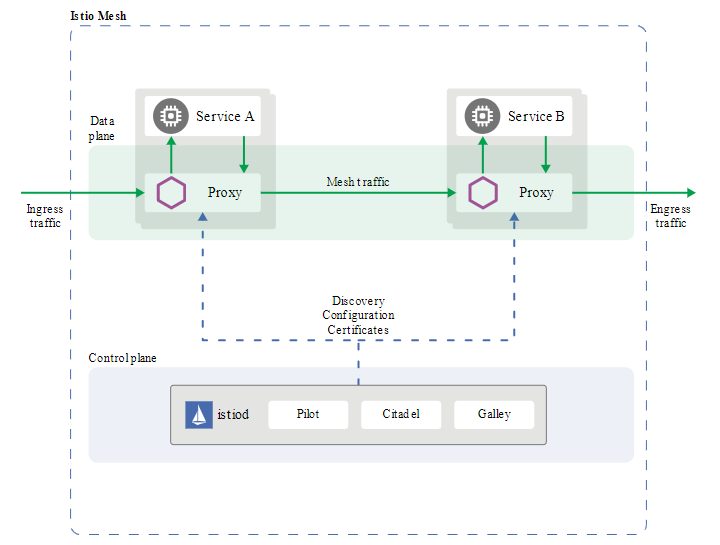 Istio Mesh
Service A
Service B
Data
plane
Proxy
Mesh traffic
Proxy
Ingress
traffic
Engress
traffic
Discovery
Configuration
Certificates
Control plane
istiod
Pilot
Citadel
Galley